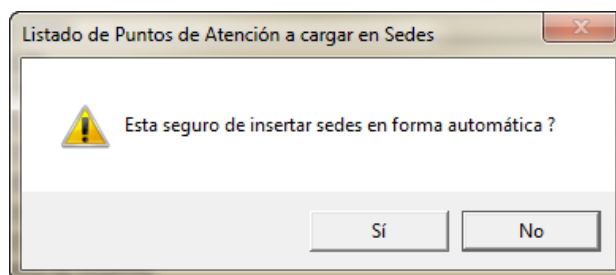 Listado de Puntos de Atención a cargar en Sedes
Esta seguro de insertar sedes en forma automática ?
Sí
No